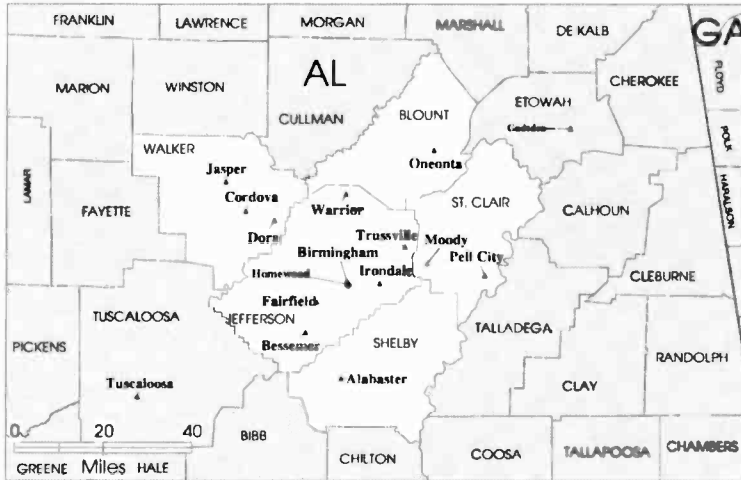 FRANKLIN LAWRENCE MORGAN MARSHALL DE KALB GA
MARION WINSTON AL CULLMAN BLOUNT ETOWAH CHEROKEE FLOYD
Gadsden
WALKER Oneonta POLK
Jasper
LAMAR Cordova ST. CLAIR HARALSON
FAYETTE Warrior CALHOUN
Dora Trussville Moody
Birmingham Pell City
Homewood Irondale CLEBURNE
Fairfield
TUSCALOOSA JEFFERSON TALLADEGA
PICKENS Bessemer SHELBY RANDOLPH
Tuscaloosa Alabaster CLAY
0 20 40 BIBB
COOSA TALLAPOOSA CHAMBERS
GREENE Miles HALE CHILTON